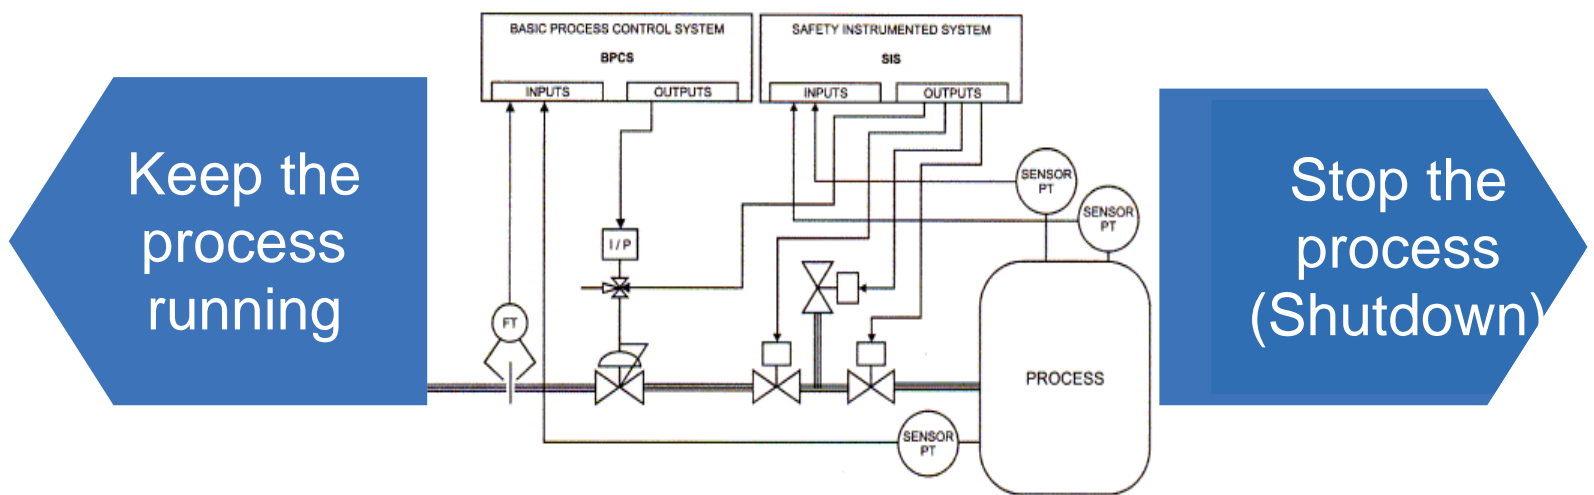 BASIC PROCESS CONTROL SYSTEM
BPCS
INPUTS
OUTPUTS
SAFETY INSTRUMENTED SYSTEM
SIS
INPUTS
OUTPUTS
Keep the
process
running
I / P
FT
SENSOR
PT
SENSOR
PT
SENSOR
PT
PROCESS
Stop the
process
(Shutdown)